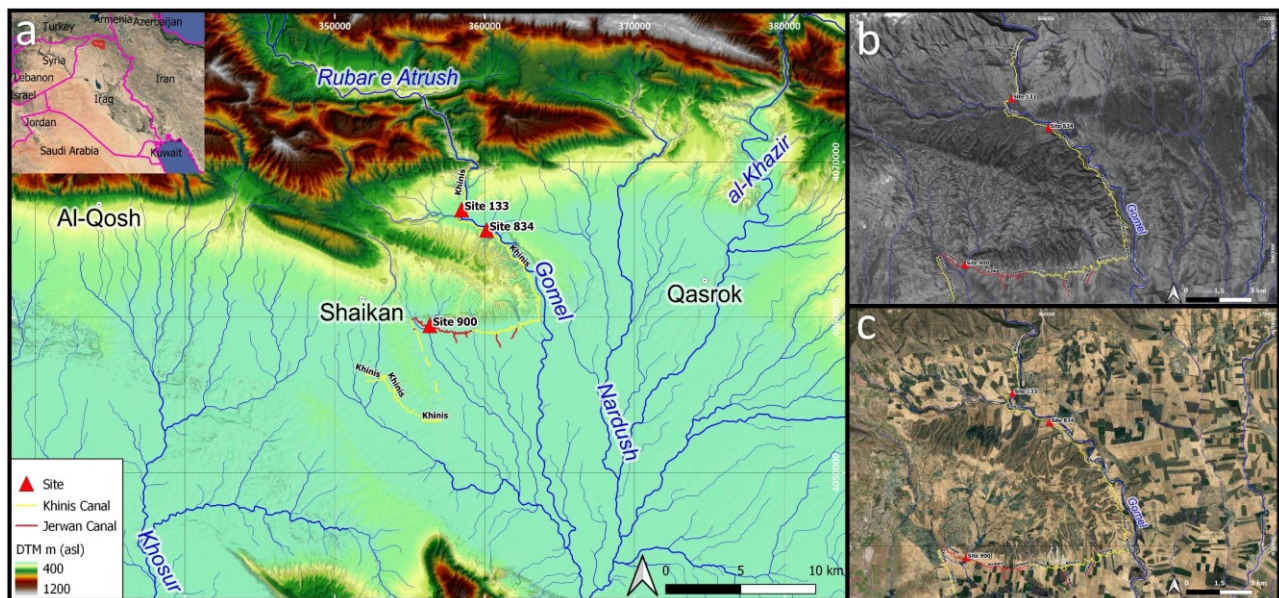 a
Turkey
Armenia
Azerbaijan
Syria
Lebanon
Israel
Iraq
Iran
Jordan
Saudi Arabia
Kuwait
350000
360000
370000
380000
Rubar e Atrush
al-Khazir
4070000
Khinis
Site 133
Site 834
Al-Qosh
Khinis
Gomel
Qasrok
Shaikan
Site 900
Khinis
Khinis
Khinis
Nardush
4050000
Khosur
Site
Khinis Canal
Jerwan Canal
DTM m (asl)
400
1200
0 5 10 km
b
Site 133
Site 834
Gomel
Site 900
0 1.5 3 km
c
Site 133
Site 834
Gomel
Site 900
0 1.5 3 km